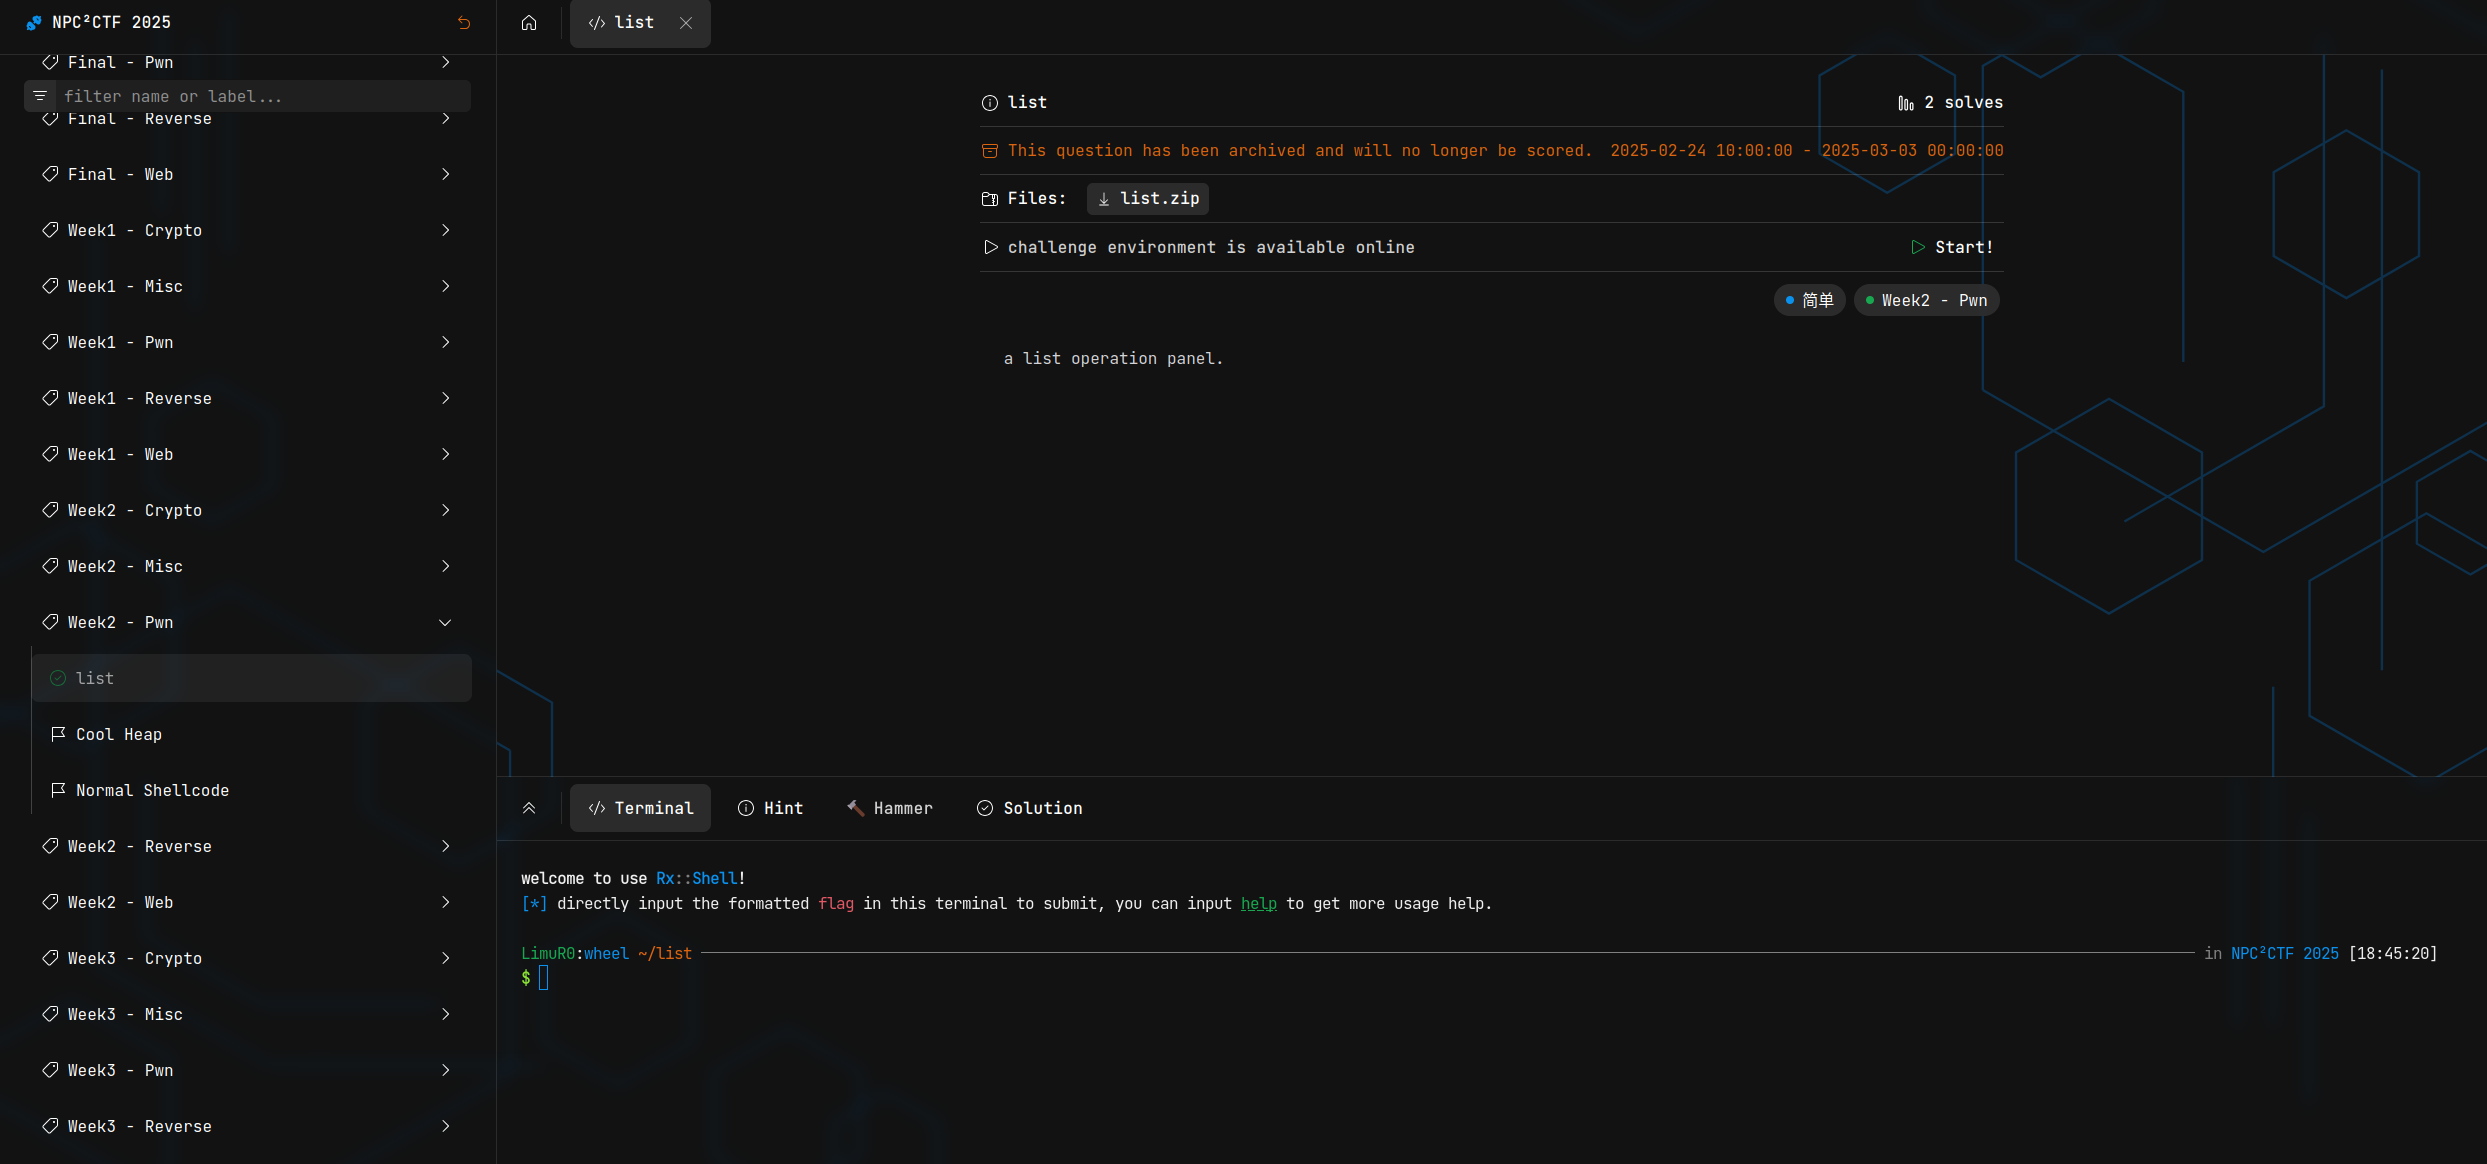 NPC²CTF 2025
Final - Pwn
filter name or label...
Final - Reverse
Final - Web
Week1 - Crypto
Week1 - Misc
Week1 - Pwn
Week1 - Reverse
Week1 - Web
Week2 - Crypto
Week2 - Misc
Week2 - Pwn
list
Cool Heap
Normal Shellcode
Week2 - Reverse
Week2 - Web
Week3 - Crypto
Week3 - Misc
Week3 - Pwn
Week3 - Reverse
list
list
2 solves
This question has been archived and will no longer be scored. 2025-02-24 10:00:00 - 2025-03-03 00:00:00
Files: list.zip
challenge environment is available online
Start!
简单
Week2 - Pwn
a list operation panel.
Terminal
Hint
Hammer
Solution
welcome to use Rx::Shell!
[*] directly input the formatted flag in this terminal to submit, you can input help to get more usage help.
LimuR0:wheel ~/list in NPC²CTF 2025 [18:45:20]
$